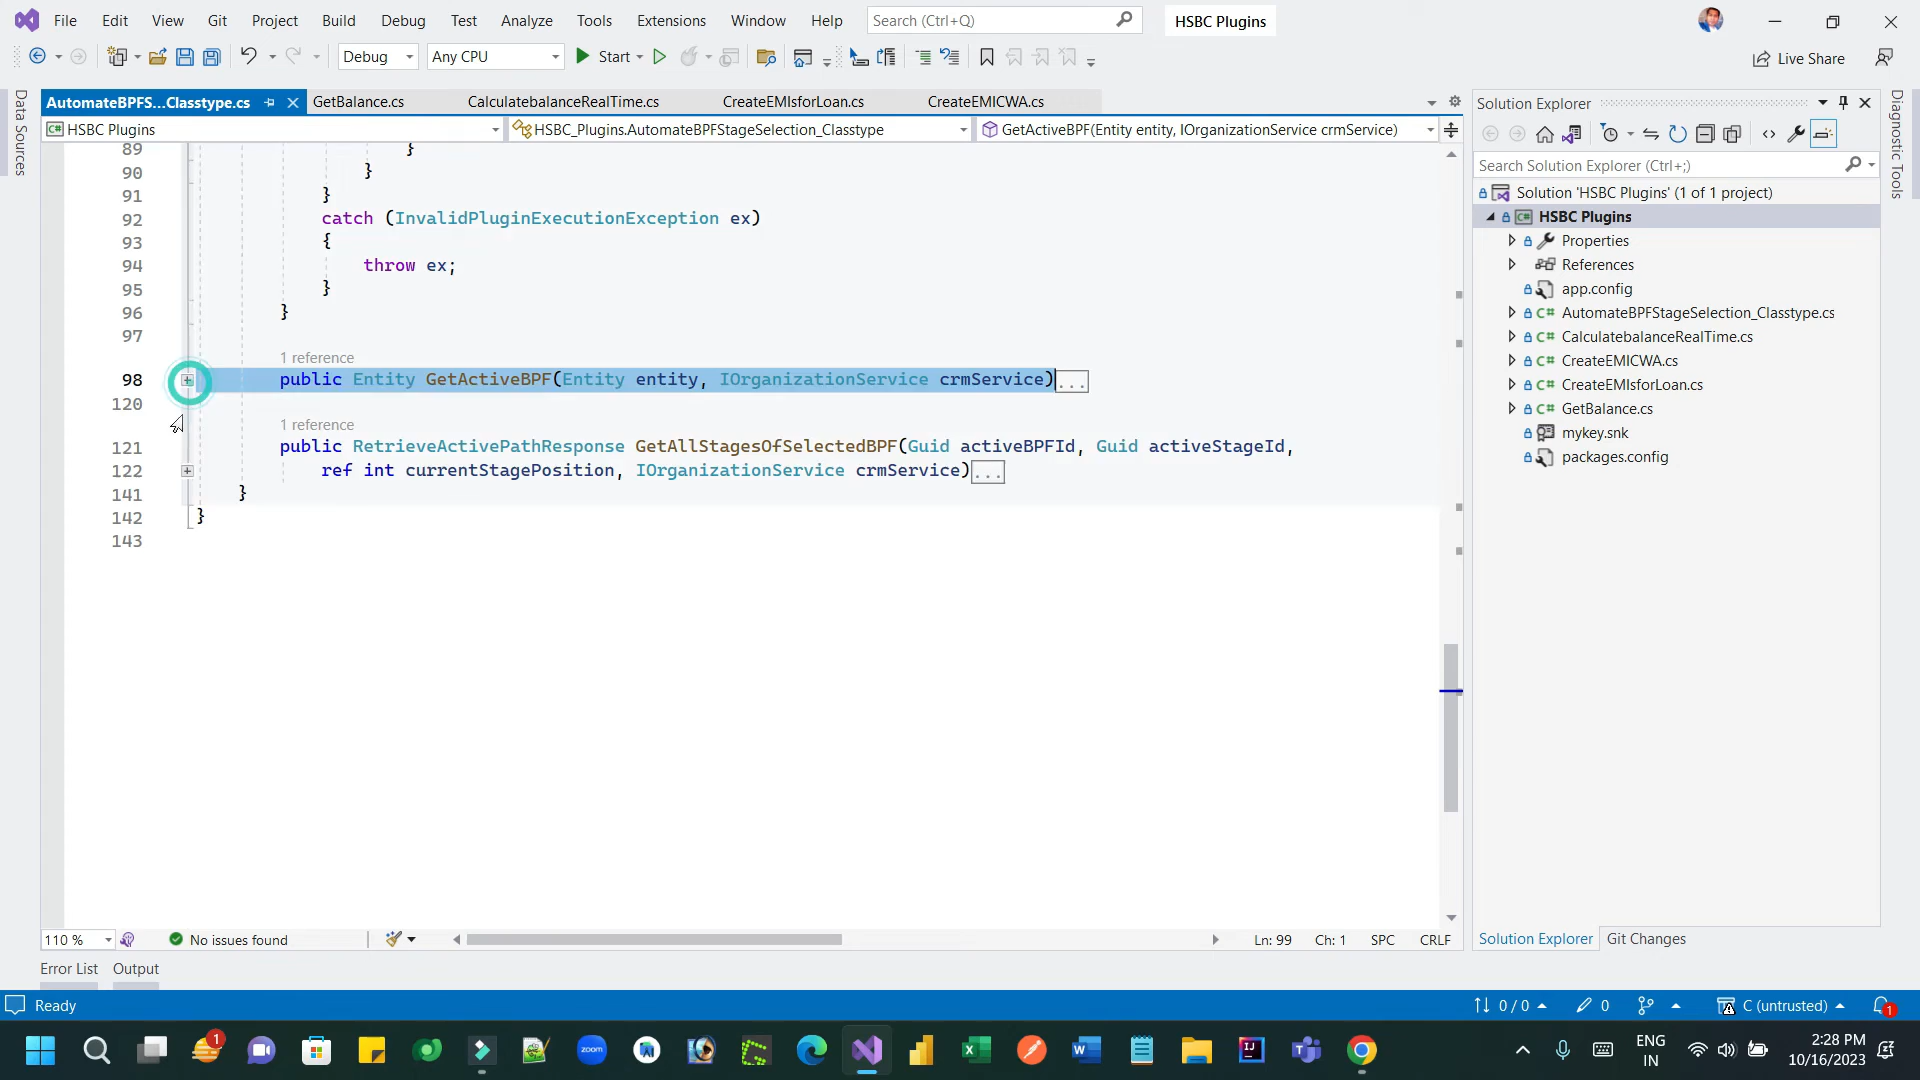 File Edit View Git Project Build Debug Test Analyze Tools Extensions Window Help Search (Ctrl+Q) HSBC Plugins
Debug Any CPU Start Live Share
Data Sources
AutomateBPFS...Classtype.cs GetBalance.cs CalculatebalanceRealTime.cs CreateEMIsforLoan.cs CreateEMICWA.cs
HSBC Plugins HSBC_Plugins.AutomateBPFStageSelection_Classtype GetActiveBPF(Entity entity, IOrganizationService crmService)
89 }
90 }
91 }
92 catch (InvalidPluginExecutionException ex)
93 {
94 throw ex;
95 }
96 }
97
1 reference
98 public Entity GetActiveBPF(Entity entity, IOrganizationService crmService)...
120
1 reference
121 public RetrieveActivePathResponse GetAllStagesOfSelectedBPF(Guid activeBPFId, Guid activeStageId,
122 ref int currentStagePosition, IOrganizationService crmService)...
141 }
142 }
143
110 % No issues found Ln: 99 Ch: 1 SPC CRLF
Error List Output
Solution Explorer
Search Solution Explorer (Ctrl+;)
Solution 'HSBC Plugins' (1 of 1 project)
HSBC Plugins
Properties
References
app.config
AutomateBPFStageSelection_Classtype.cs
CalculatebalanceRealTime.cs
CreateEMICWA.cs
CreateEMIsforLoan.cs
GetBalance.cs
mykey.snk
packages.config
Solution Explorer Git Changes
Diagnostic Tools
Ready 0 / 0 0 C (untrusted) 1
1 zoom ENG
IN
2:28 PM
10/16/2023